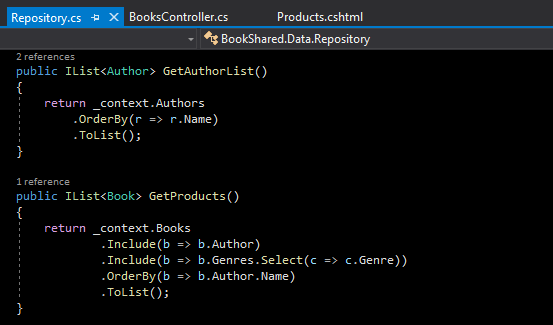 Repository.cs BooksController.cs Products.cshtml
BookShared.Data.Repository
2 references
public IList<Author> GetAuthorList()
{
return _context.Authors
.OrderBy(r => r.Name)
.ToList();
}
1 reference
public IList<Book> GetProducts()
{
return _context.Books
.Include(b => b.Author)
.Include(b => b.Genres.Select(c => c.Genre))
.OrderBy(b => b.Author.Name)
.ToList();
}